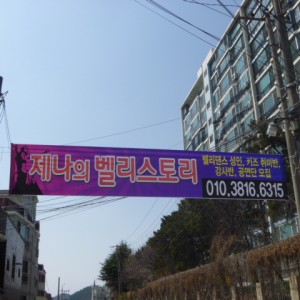 제나의 벨리스토리
벨리댄스 성인, 키즈 취미반,
강사반, 공연단 모집
010.3816.6315